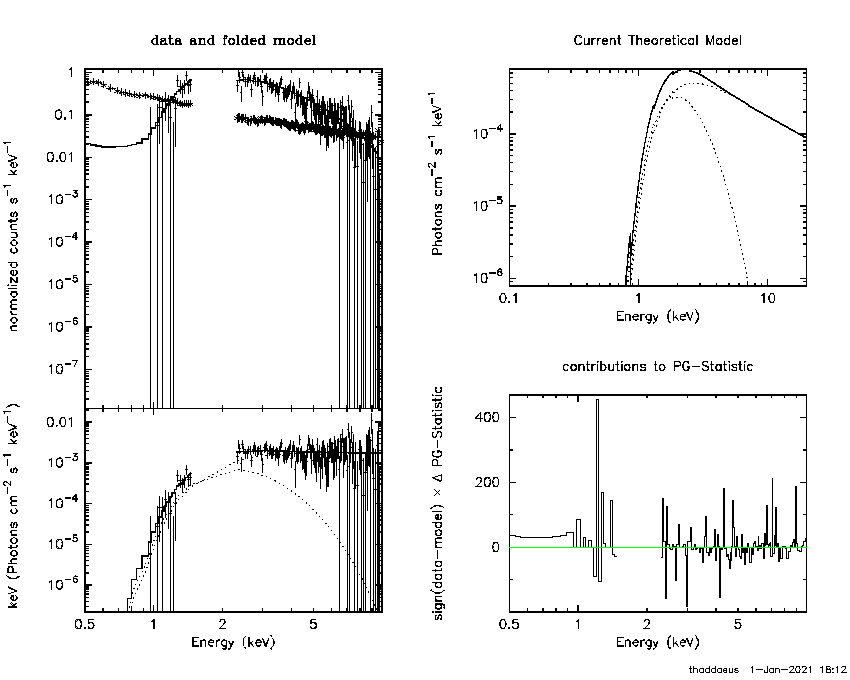 data and folded model
normalized counts s⁻¹ keV⁻¹
1
0.1
0.01
10⁻³
10⁻⁴
10⁻⁵
10⁻⁶
10⁻⁷
keV (Photons cm⁻² s⁻¹ keV⁻¹)
0.01
10⁻³
10⁻⁴
10⁻⁵
10⁻⁶
0.5 1 2 5
Energy (keV)
Current Theoretical Model
Photons cm⁻² s⁻¹ keV⁻¹
10⁻⁴
10⁻⁵
10⁻⁶
0.1 1 10
Energy (keV)
contributions to PG−Statistic
sign(data−model) × Δ PG−Statistic
400
200
0
0.5 1 2 5
Energy (keV)
thaddaeus 1−Jan−2021 18:12